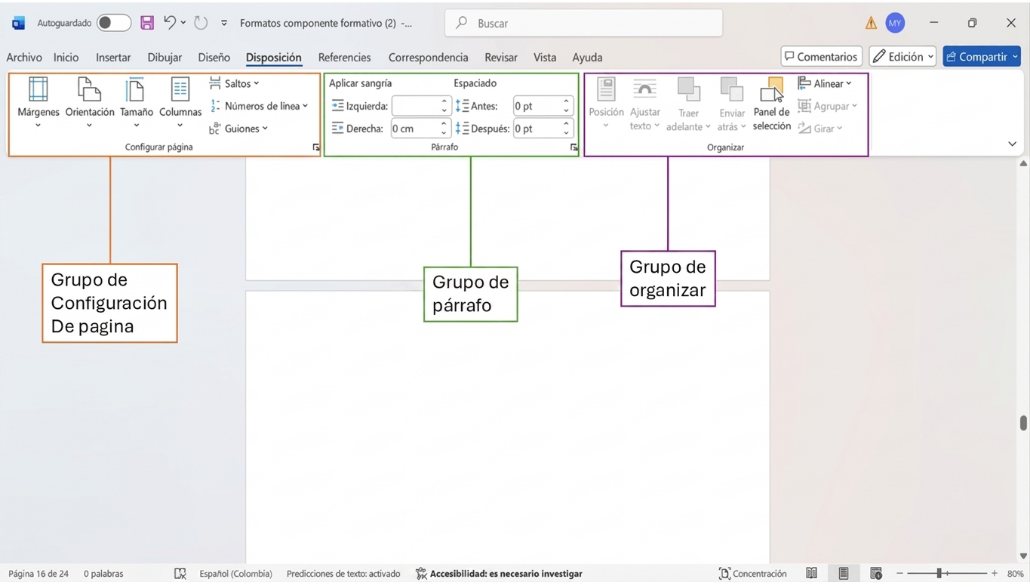 Autoguardado Formatos componente formativo (2) -... Buscar MY
Archivo Inicio Insertar Dibujar Diseño Disposición Referencias Correspondencia Revisar Vista Ayuda Comentarios Edición Compartir
Márgenes Orientación Tamaño Columnas
Saltos
Números de línea
Guiones
Configurar página
Aplicar sangría Espaciado
Izquierda: Antes: 0 pt
Derecha: 0 cm Después: 0 pt
Párrafo
Posición Ajustar texto Traer adelante Enviar atrás Panel de selección
Alinear
Agrupar
Girar
Organizar
Grupo de
Configuración
De pagina
Grupo de
párrafo
Grupo de
organizar
Página 16 de 24 0 palabras Español (Colombia) Predicciones de texto: activado Accesibilidad: es necesario investigar Concentración 80%